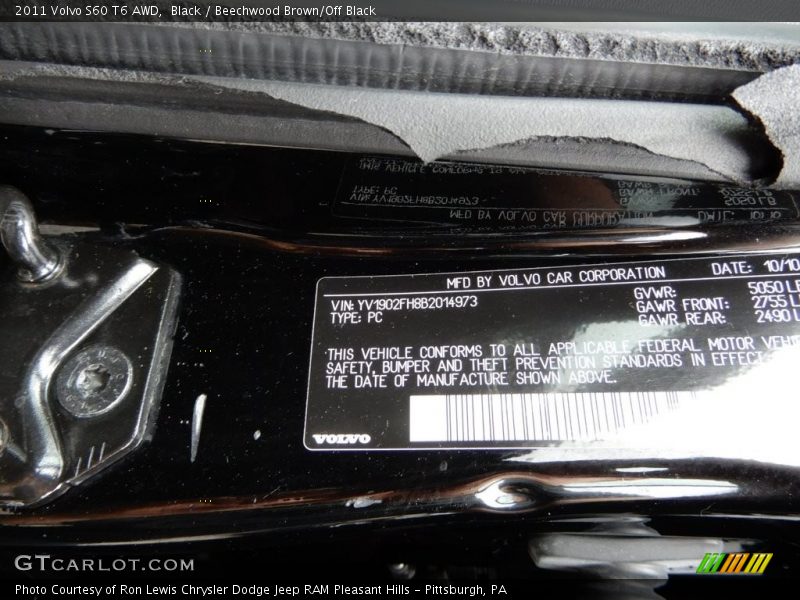 2011 Volvo S60 T6 AWD,  Black / Beechwood Brown/Off Black
MFD BY VOLVO CAR CORPORATION DATE: 10/10
VIN: YV1902FH8B2014973 GVWR: 5050 LB
TYPE: PC GAWR FRONT: 2755 LB
GAWR REAR: 2490 L
THIS VEHICLE CONFORMS TO ALL APPLICABLE FEDERAL MOTOR VEHI
SAFETY, BUMPER AND THEFT PREVENTION STANDARDS IN EFFECT
THE DATE OF MANUFACTURE SHOWN ABOVE.
VOLVO
GTCARLOT.COM
Photo Courtesy of Ron Lewis Chrysler Dodge Jeep RAM Pleasant Hills - Pittsburgh, PA